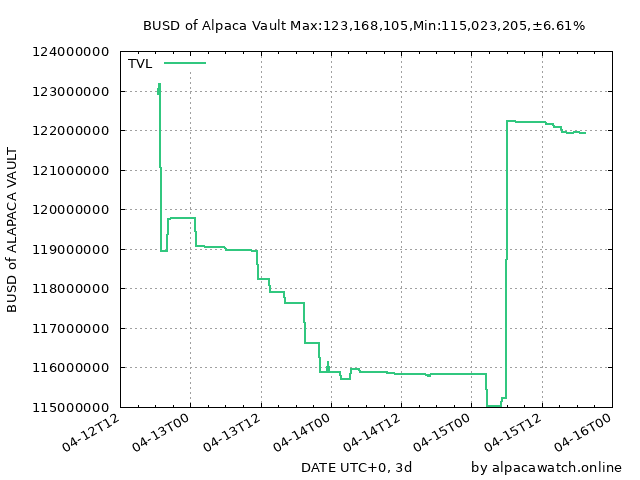 BUSD of Alpaca Vault Max:123,168,105,Min:115,023,205,±6.61%
TVL
124000000
123000000
122000000
121000000
120000000
119000000
118000000
117000000
116000000
115000000
BUSD of ALAPACA VAULT
04-12T12
04-13T00
04-13T12
04-14T00
04-14T12
04-15T00
04-15T12
04-16T00
DATE UTC+0, 3d
by alpacawatch.online